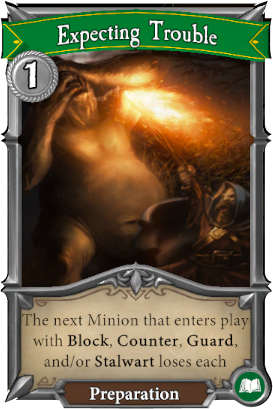 Expecting Trouble
1
The next Minion that enters play
with Block, Counter, Guard,
and/or Stalwart loses each
Preparation